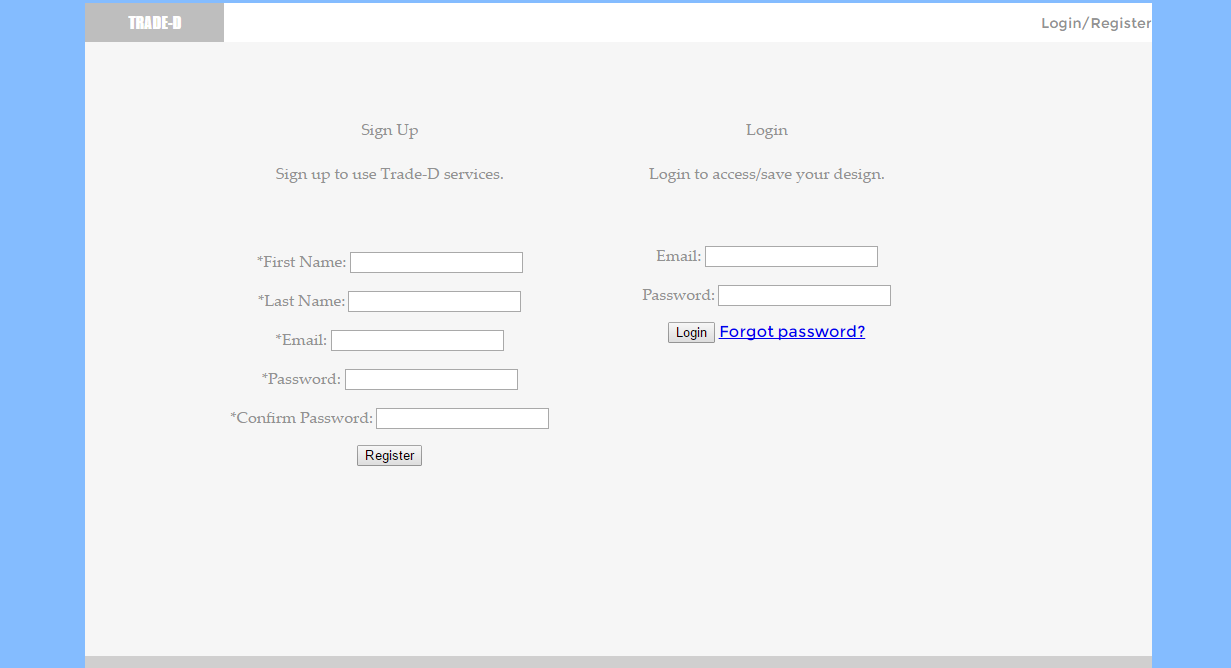 TRADE-D
Login/Register
Sign Up
Sign up to use Trade-D services.
*First Name:
*Last Name:
*Email:
*Password:
*Confirm Password:
Register
Login
Login to access/save your design.
Email:
Password:
Login Forgot password?